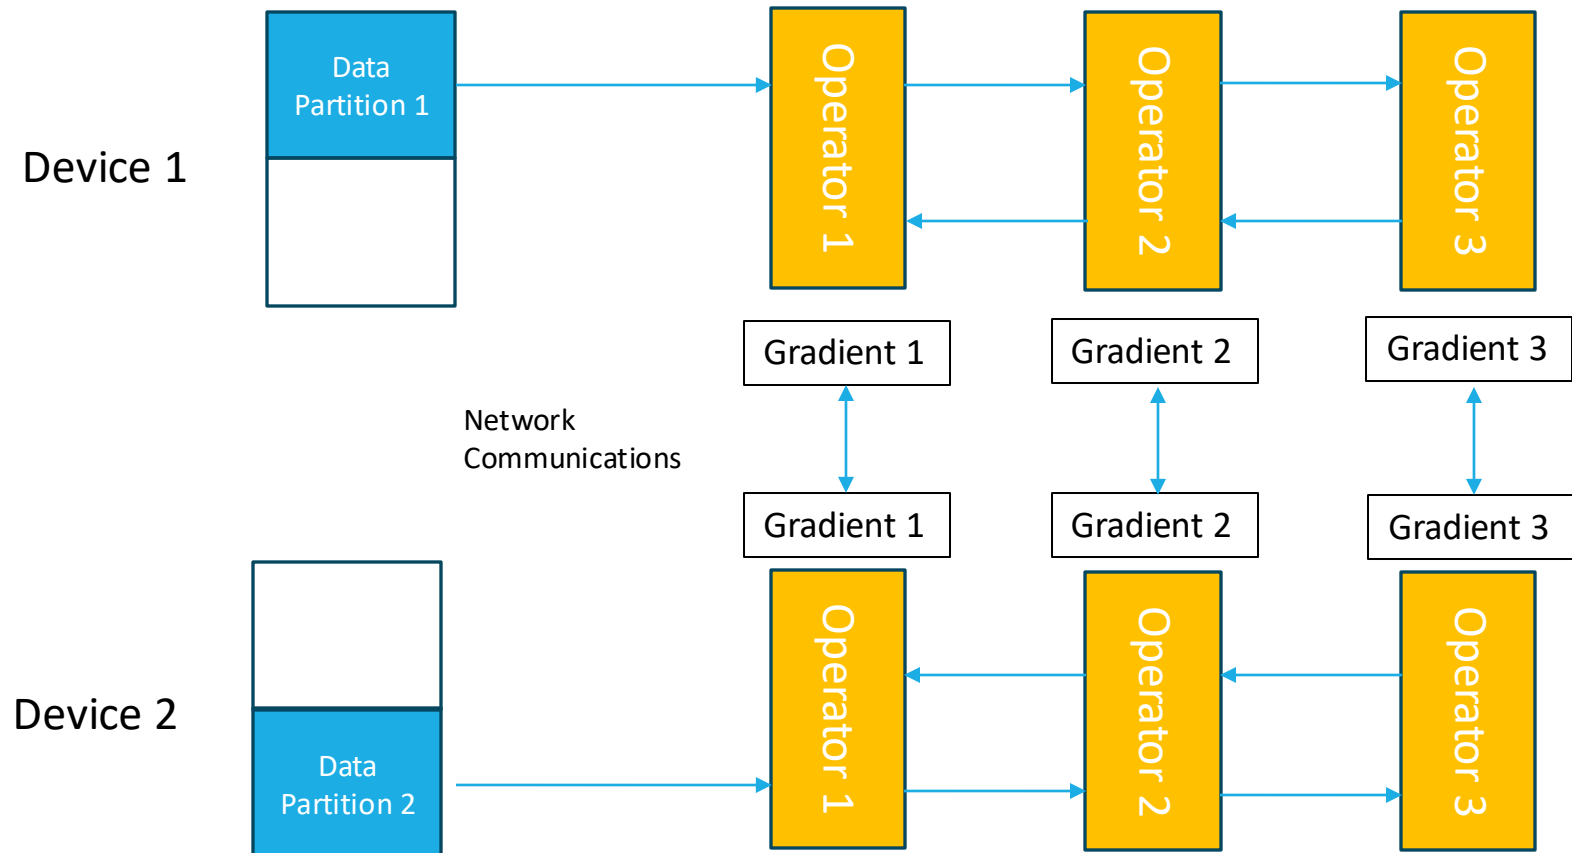 Data
Partition 1
Device 1
Operator 1
Operator 2
Operator 3
Gradient 1
Gradient 2
Gradient 3
Network
Communications
Gradient 1
Gradient 2
Gradient 3
Device 2
Data
Partition 2
Operator 1
Operator 2
Operator 3